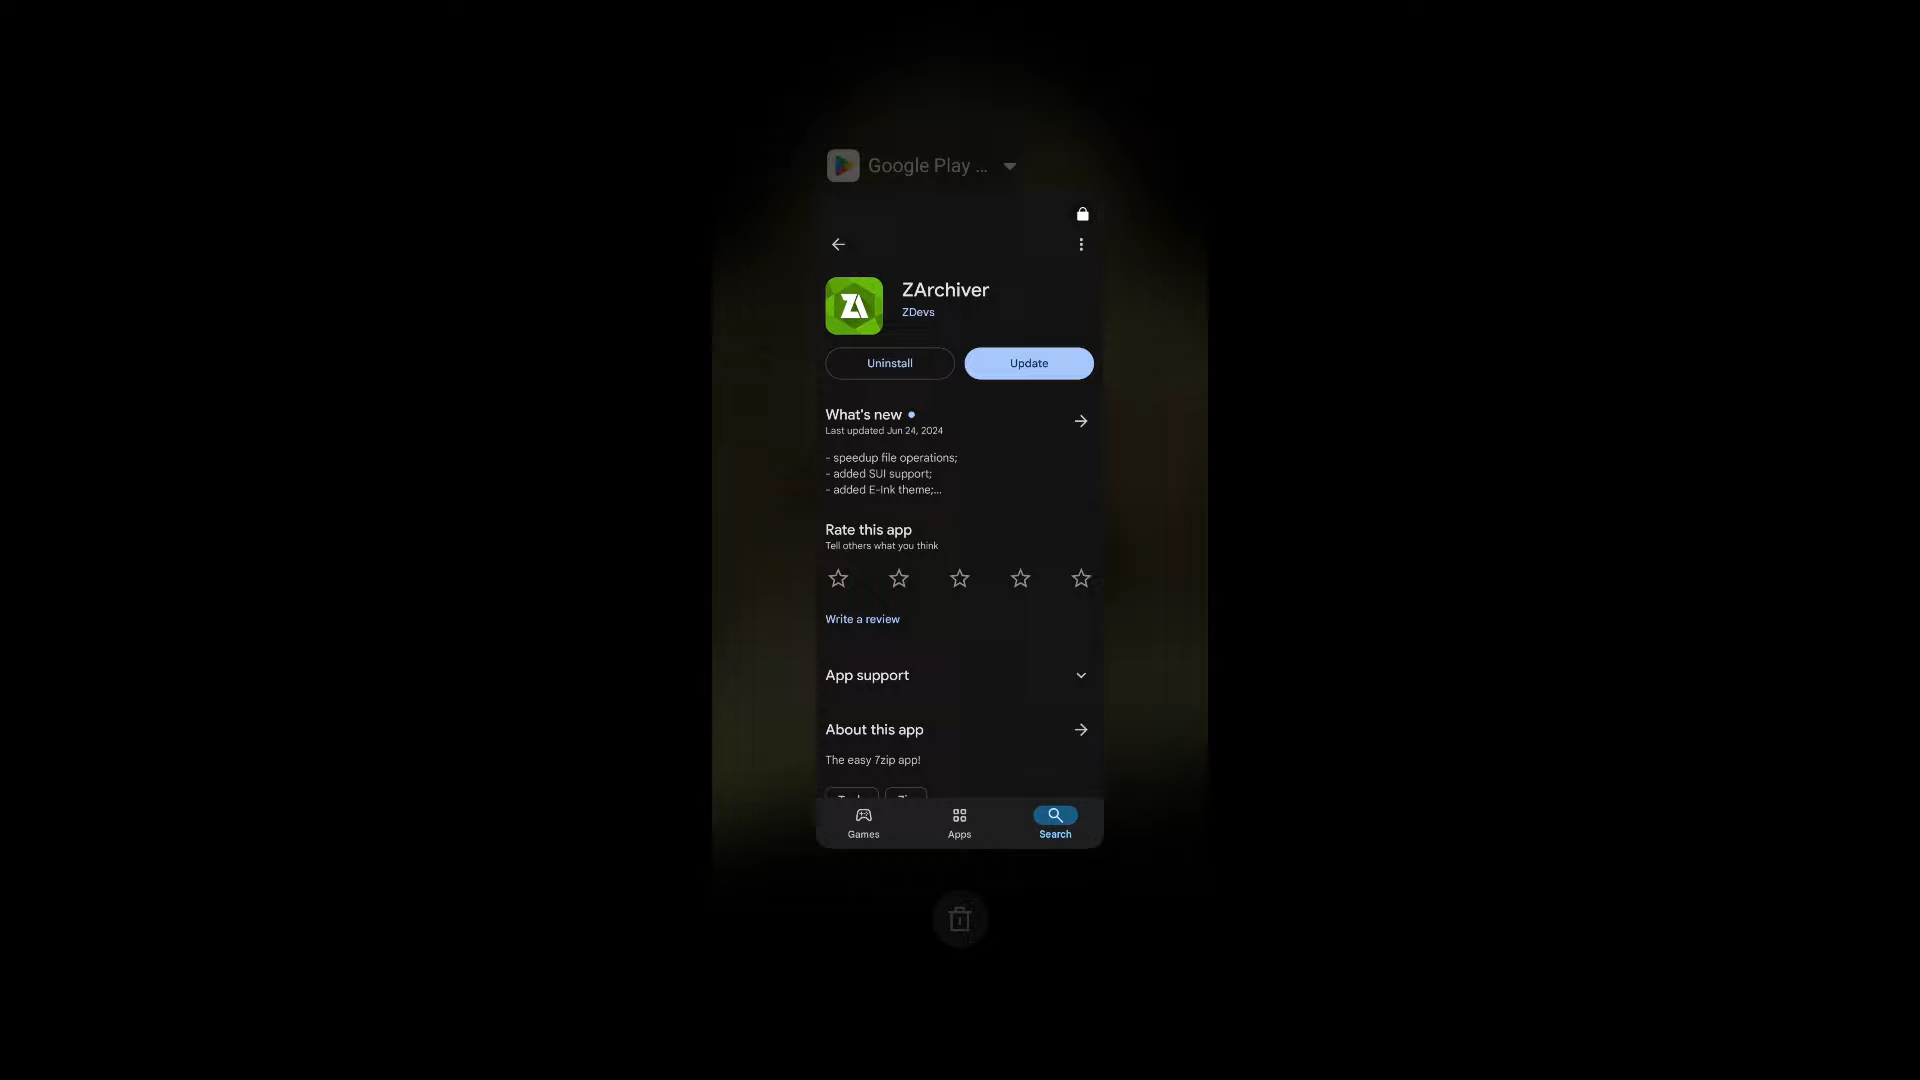 Google Play ...
ZArchiver
ZDevs
Uninstall
Update
What's new
Last updated Jun 24, 2024
- speedup file operations;
- added SUI support;
- added E-Ink theme;...
Rate this app
Tell others what you think
Write a review
App support
About this app
The easy 7zip app!
Games
Apps
Search